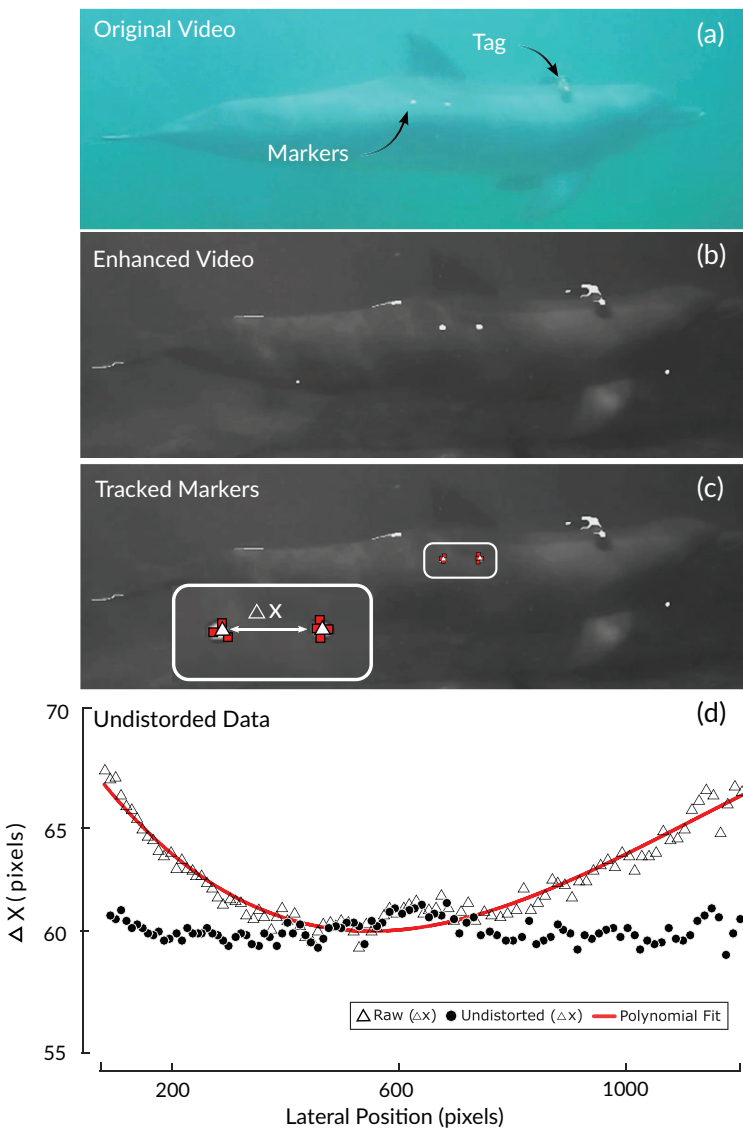 Original Video
(a)
Tag
Markers
Enhanced Video
(b)
Tracked Markers
(c)
△X
70
Undistorded Data
(d)
65
60
55
△X (pixels)
△ Raw (△x) ● Undistorted (△x) Polynomial Fit
200 600 1000
Lateral Position (pixels)